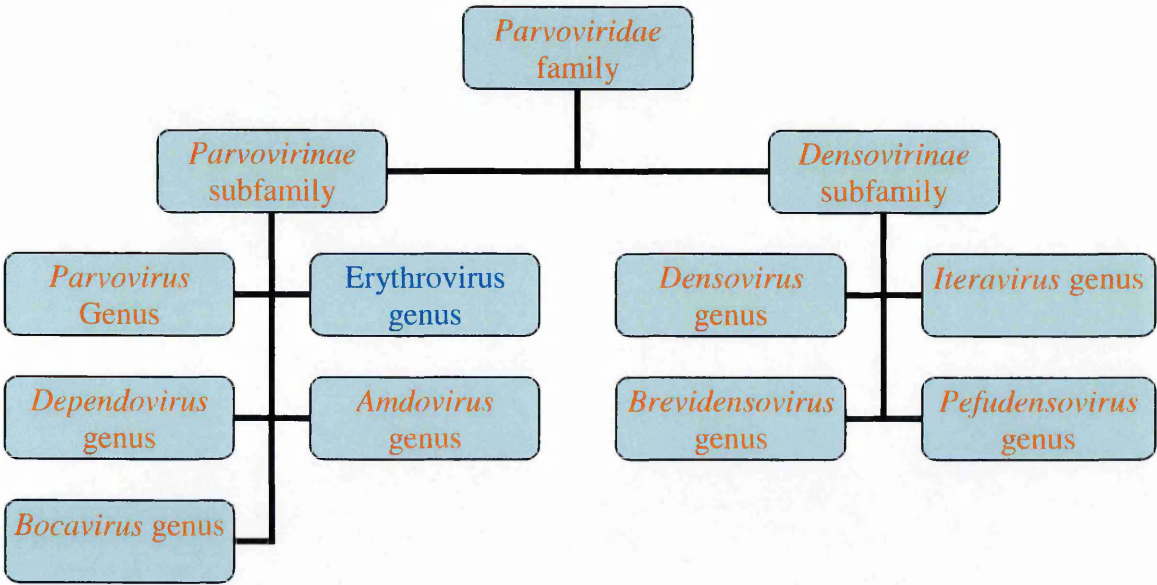 Parvoviridae
family
Parvovirinae
subfamily
Densovirinae
subfamily
Parvovirus
Genus
Erythrovirus
genus
Densovirus
genus
Iteravirus genus
Dependovirus
genus
Amdovirus
genus
Brevidensovirus
genus
Pefudensovirus
genus
Bocavirus genus